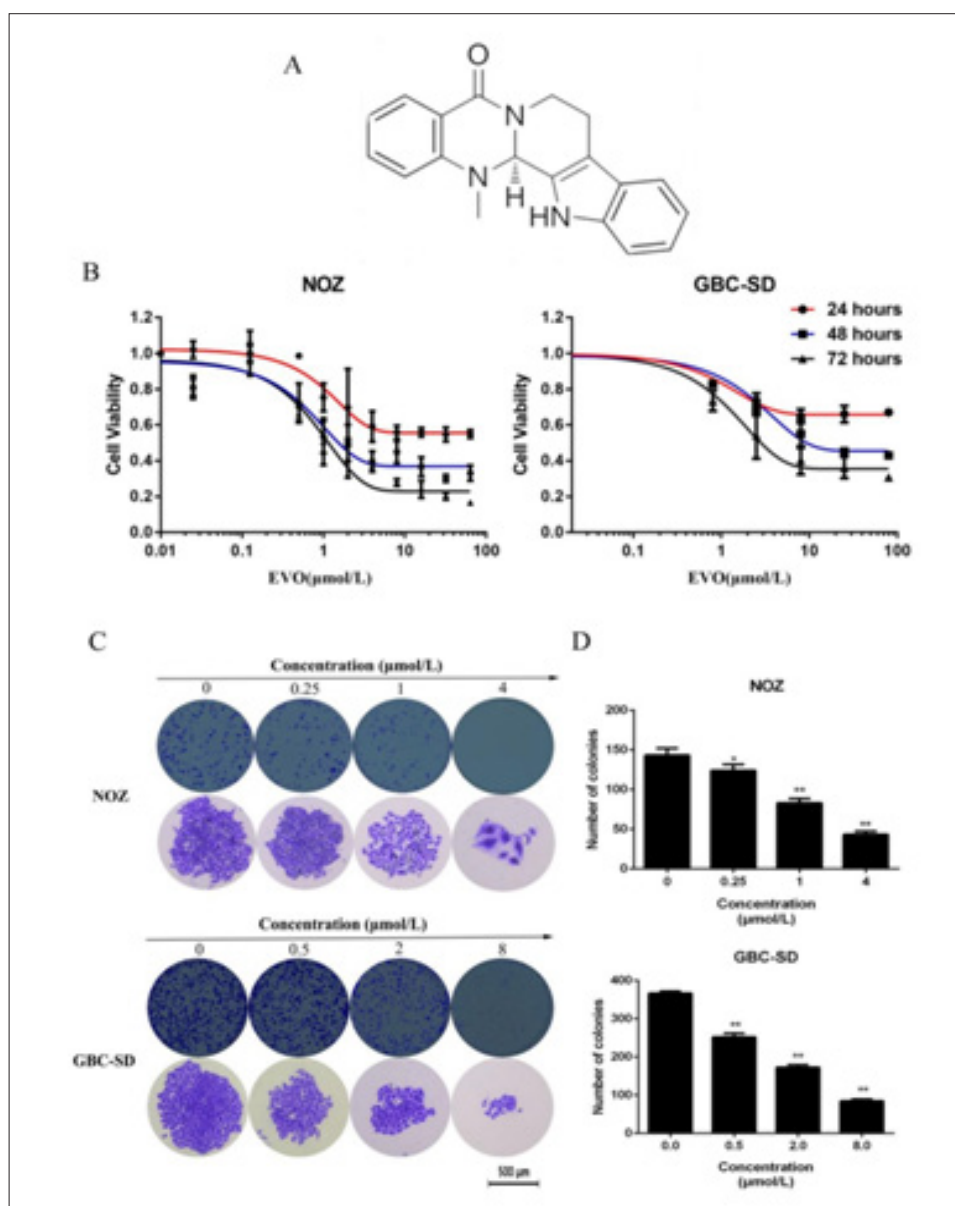 A
O
N
N
H
HN
B
NOZ
GBC-SD
24 hours
48 hours
72 hours
Cell Viability
1.2
1.0
0.8
0.6
0.4
0.2
0.0
0.01
0.1
1
10
100
EVO(μmol/L)
Cell Viability
1.2
1.0
0.8
0.6
0.4
0.2
0.0
0.1
1
10
100
EVO(μmol/L)
C
Concentration (μmol/L)
0 0.25 1 4
NOZ
Concentration (μmol/L)
0 0.5 2 8
GBC-SD
500 μm
D
NOZ
Number of colonies
200
150
100
50
0
* ** **
0 0.25 1 4
Concentration
(μmol/L)
GBC-SD
Number of colonies
400
300
200
100
0
** ** **
0.0 0.5 2.0 8.0
Concentration
(μmol/L)